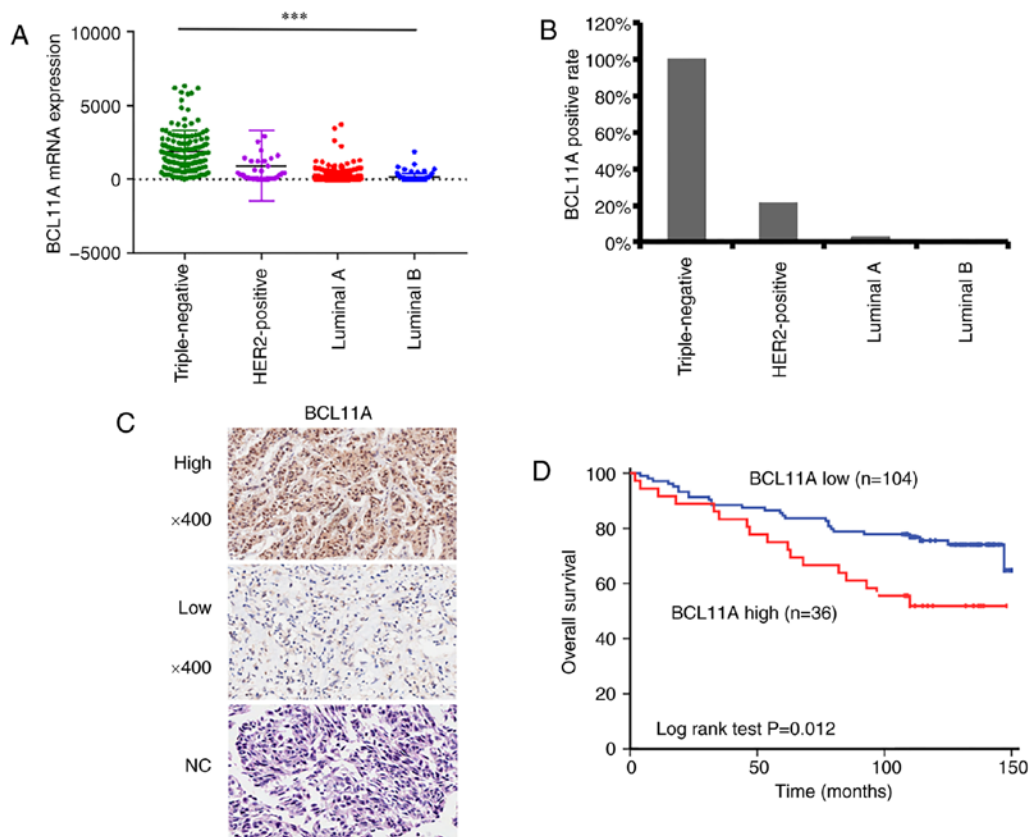 A
BCL11A mRNA expression
10000
5000
0
−5000
***
Triple-negative
HER2-positive
Luminal A
Luminal B
B
BCL11A positive rate
120%
100%
80%
60%
40%
20%
0%
Triple-negative
HER2-positive
Luminal A
Luminal B
C
BCL11A
High
×400
Low
×400
NC
D
Overall survival
100
80
60
40
20
0
BCL11A low (n=104)
BCL11A high (n=36)
Log rank test P=0.012
0 50 100 150
Time (months)